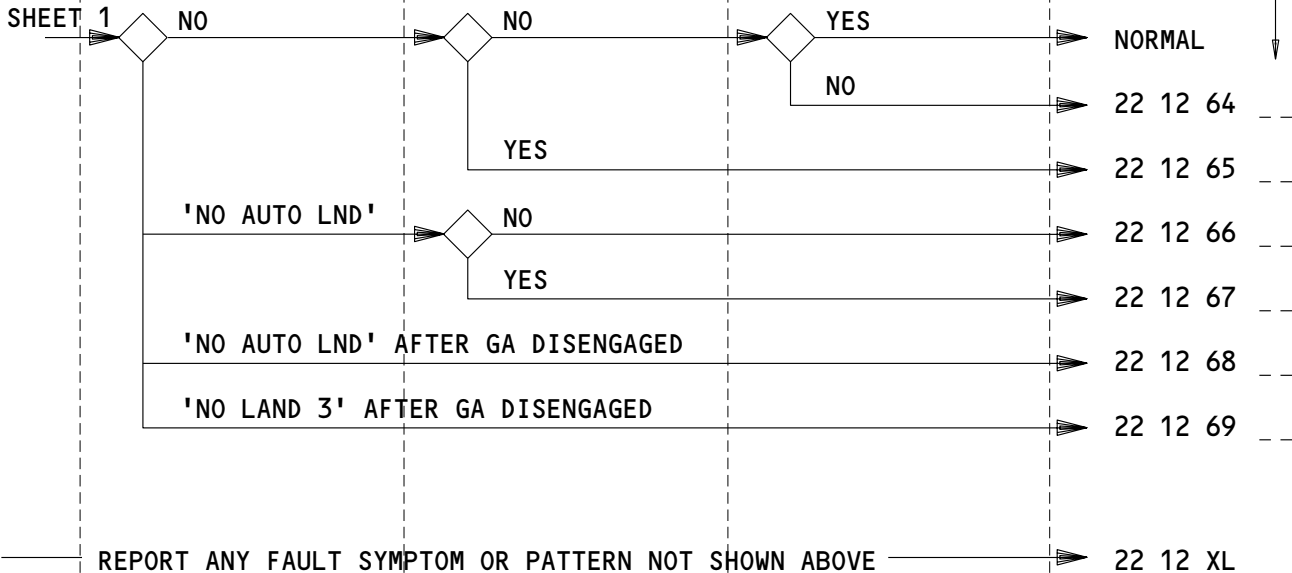 SHEET 1
NO
NO
YES
NORMAL
NO
22 12 64 _ _
YES
22 12 65 _ _
'NO AUTO LND'
NO
22 12 66 _ _
YES
22 12 67 _ _
'NO AUTO LND' AFTER GA DISENGAGED
22 12 68 _ _
'NO LAND 3' AFTER GA DISENGAGED
22 12 69 _ _
REPORT ANY FAULT SYMPTOM OR PATTERN NOT SHOWN ABOVE
22 12 XL